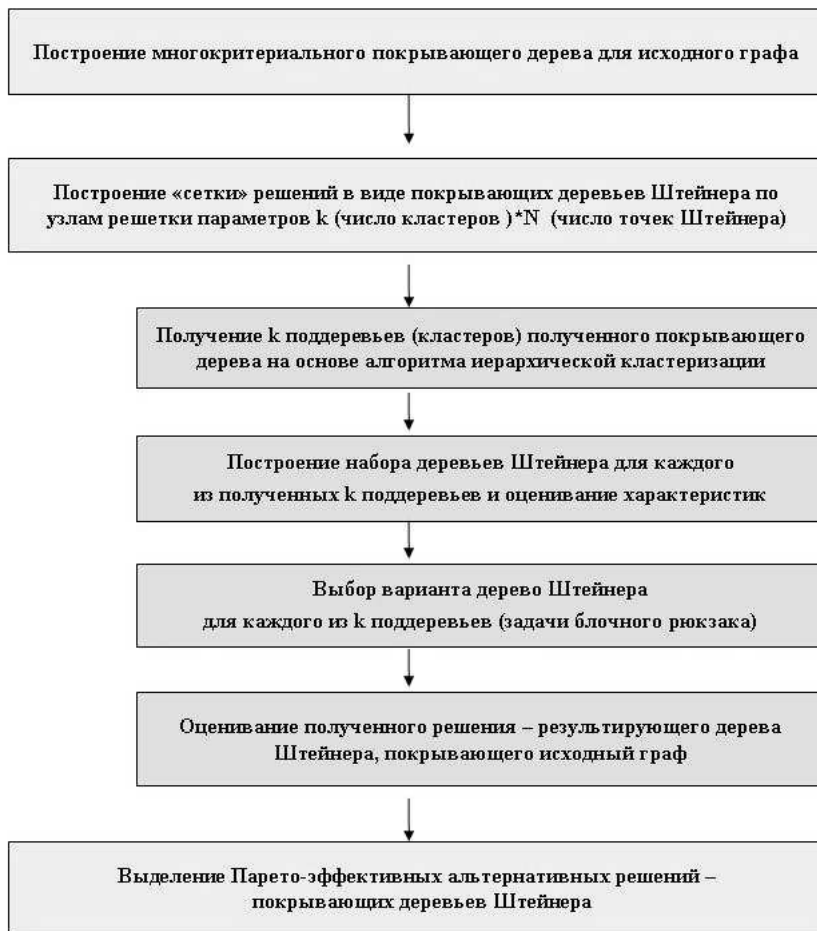 Построение многокритериального покрывающего дерева для исходного графа
Построение «сетки» решений в виде покрывающих деревьев Штейнера по
узлам решетки параметров k (число кластеров )*N (число точек Штейнера)
Получение k поддеревьев (кластеров) полученного покрывающего
дерева на основе алгоритма иерархической кластеризации
Построение набора деревьев Штейнера для каждого
из полученных k поддеревьев и оценивание характеристик
Выбор варианта дерево Штейнера
для каждого из k поддеревьев (задачи блочного рюкзака)
Оценивание полученного решения – результирующего дерева
Штейнера, покрывающего исходный граф
Выделение Парето-эффективных альтернативных решений –
покрывающих деревьев Штейнера